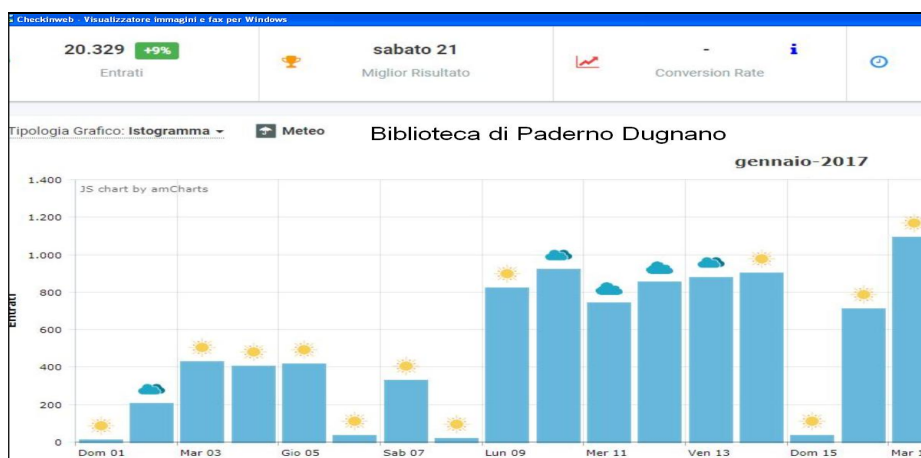 Checkinweb - Visualizzatore immagini e fax per Windows
20.329 +9%
Entrati
sabato 21
Miglior Risultato
- i
Conversion Rate
Tipologia Grafico: Istogramma
Meteo
Biblioteca di Paderno Dugnano
gennaio-2017
JS chart by amCharts
Entrati
1.400
1.200
1.000
800
600
400
200
0
Dom 01
Mar 03
Gio 05
Sab 07
Lun 09
Mer 11
Ven 13
Dom 15
Mar